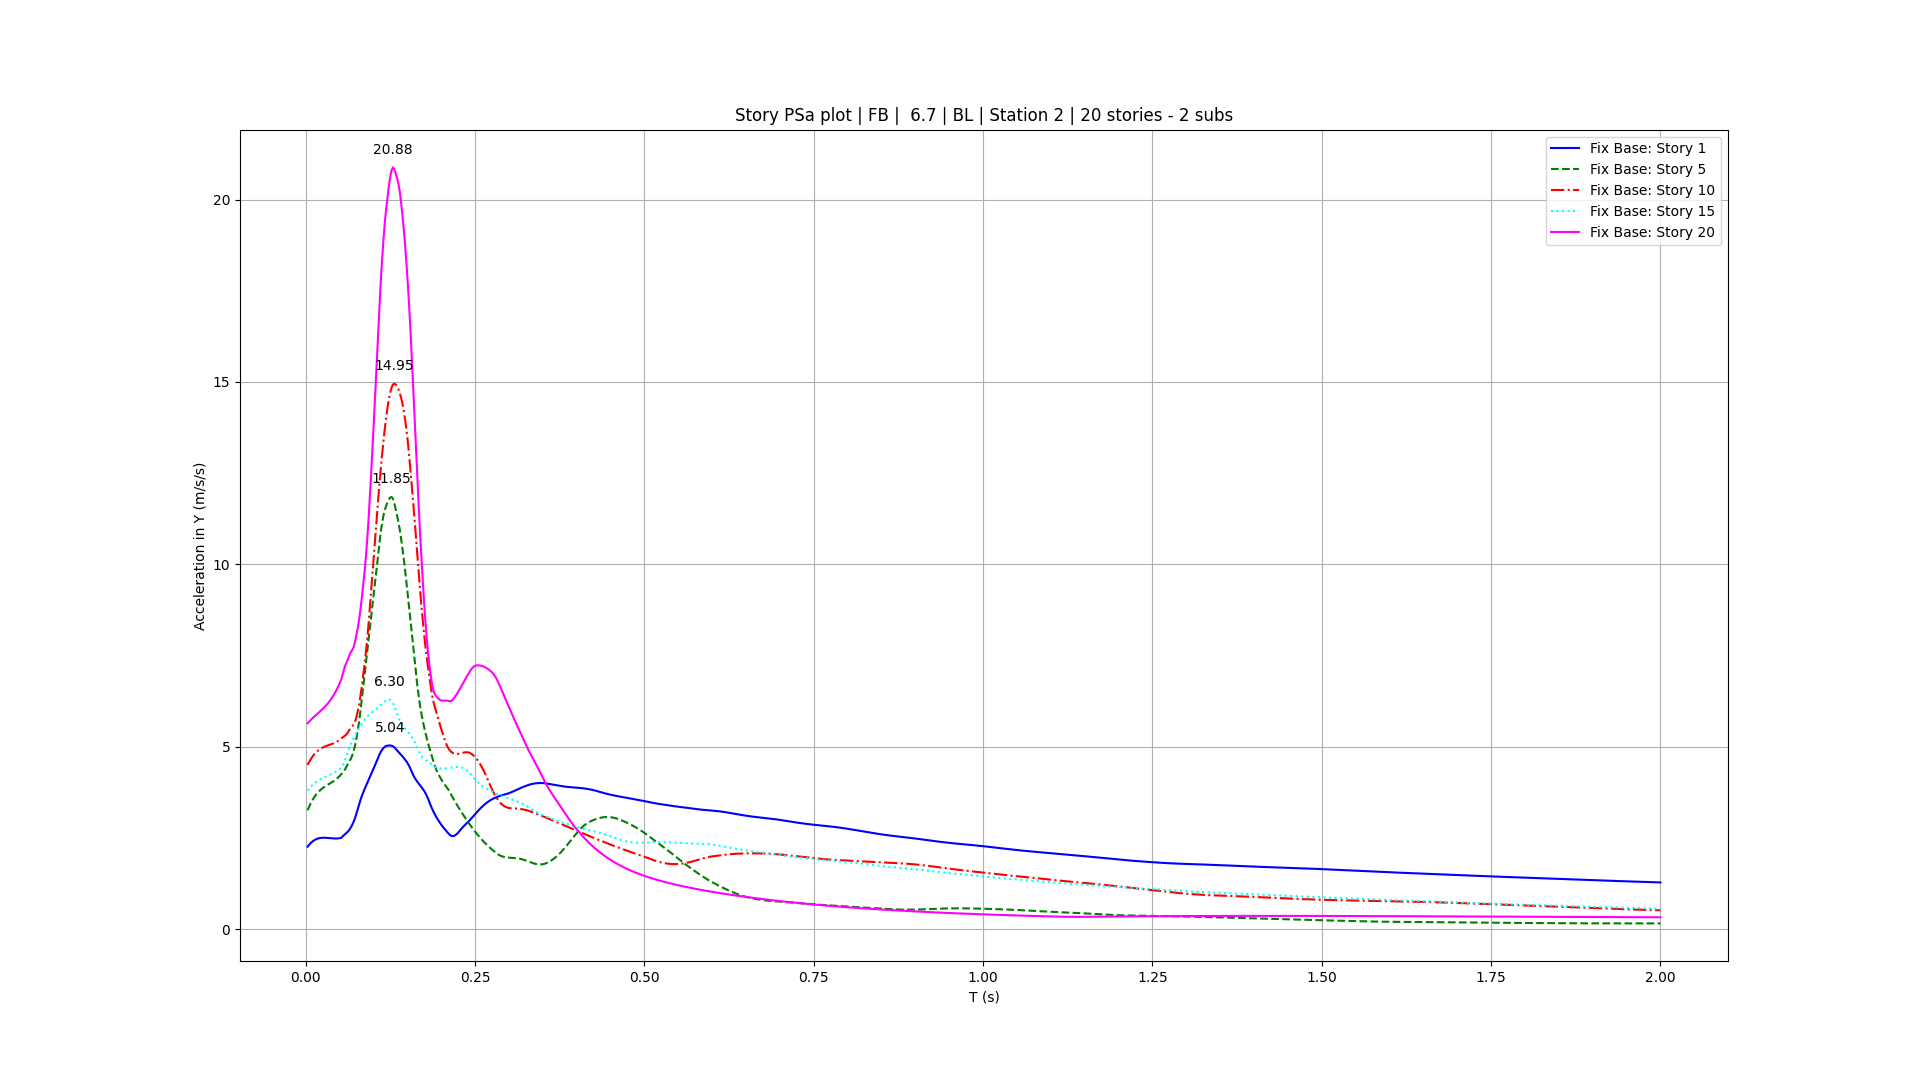 Story PSa plot | FB |  6.7 | BL | Station 2 | 20 stories - 2 subs
Fix Base: Story 1
Fix Base: Story 5
Fix Base: Story 10
Fix Base: Story 15
Fix Base: Story 20
20.88
14.95
11.85
6.30
5.04
Acceleration in Y (m/s/s)
20
15
10
5
0
0.00 0.25 0.50 0.75 1.00 1.25 1.50 1.75 2.00
T (s)